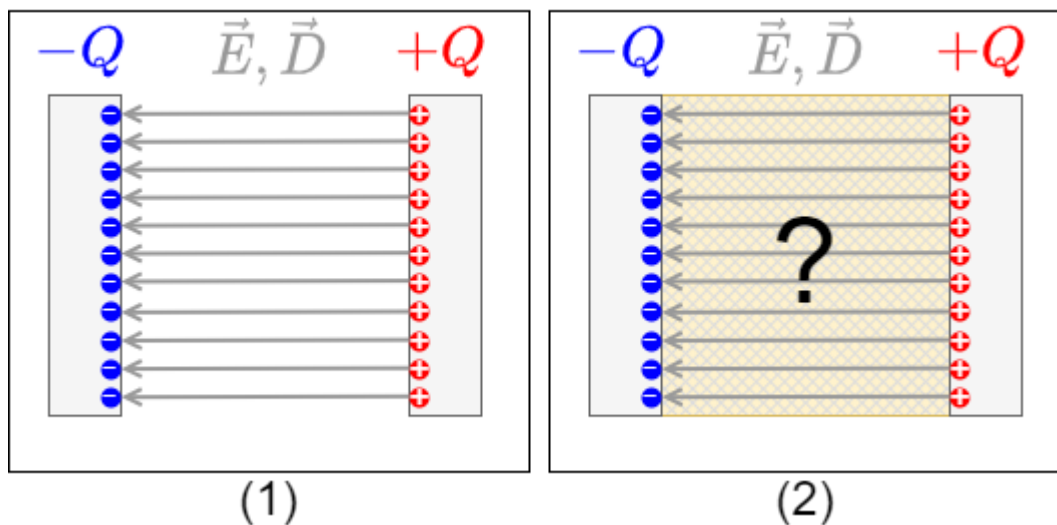 −Q E⃗, D⃗ +Q
−Q E⃗, D⃗ +Q
?
(1)
(2)